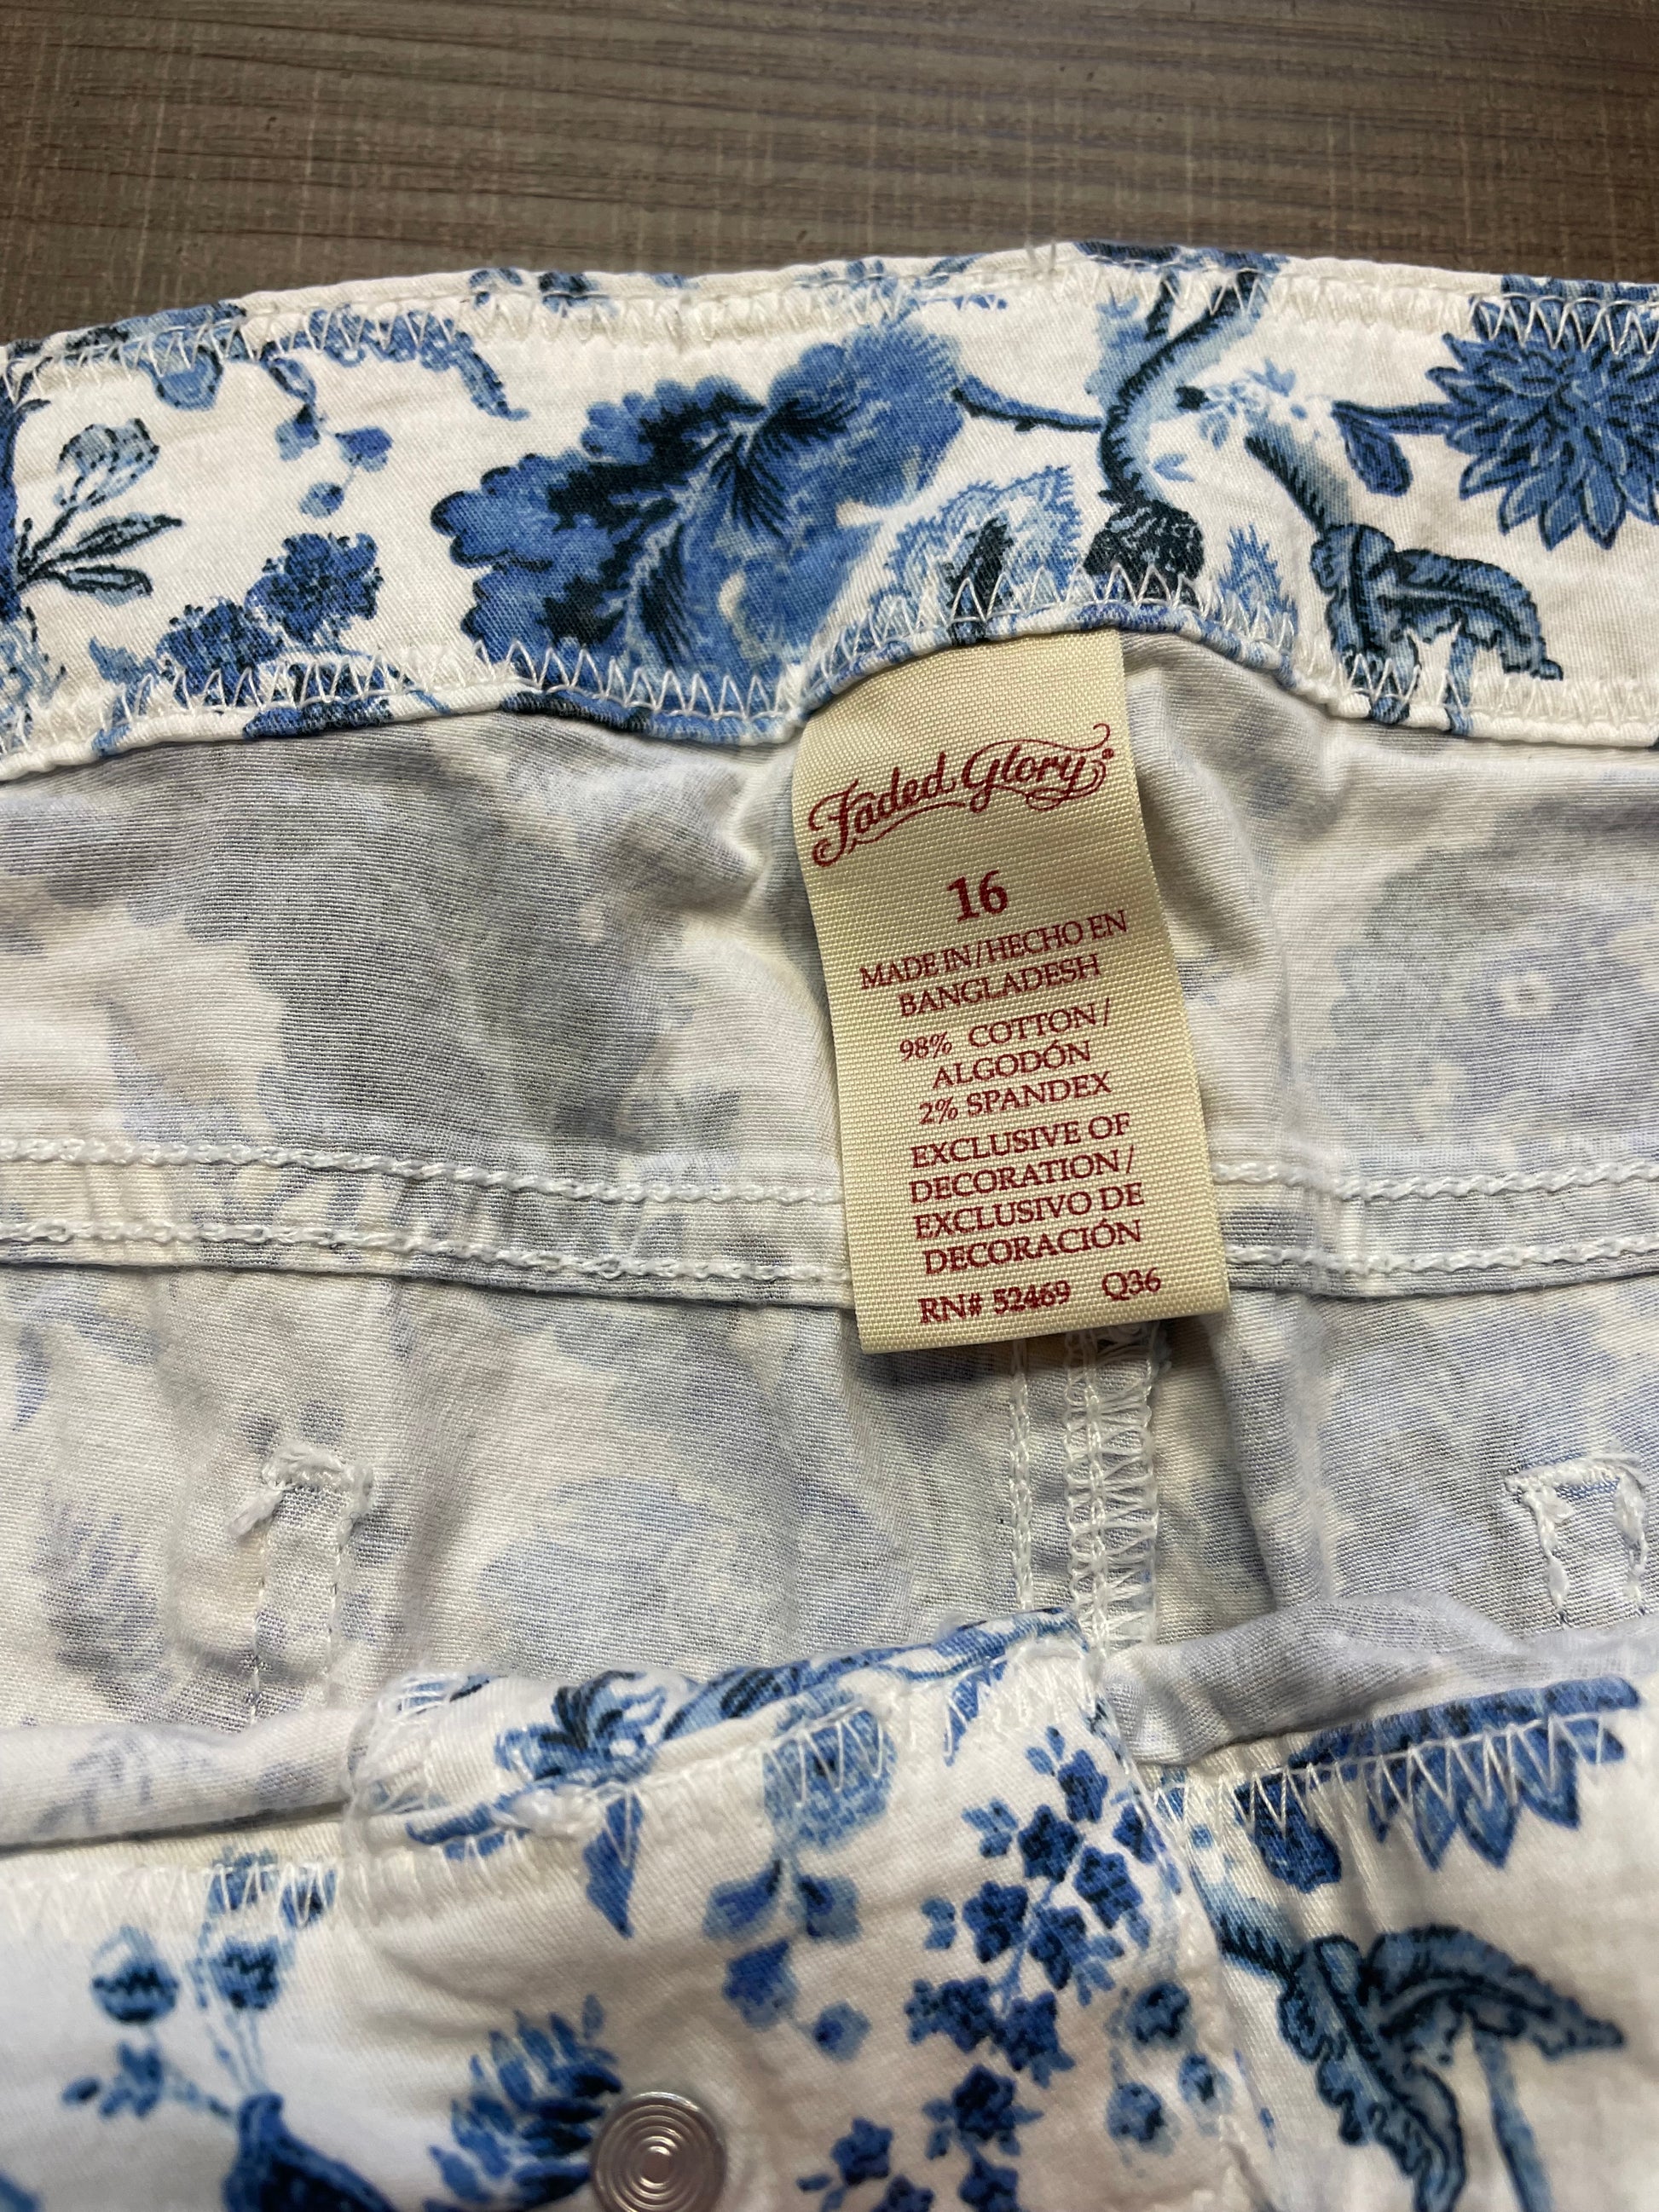 Faded Glory®
16
MADE IN/HECHO EN
BANGLADESH
98% COTTON/
ALGODÓN
2% SPANDEX
EXCLUSIVE OF
DECORATION/
EXCLUSIVO DE
DECORACIÓN
RN# 52469 Q36